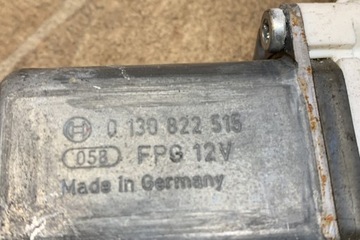 0 130 822 515
058 FPG 12V
Made in Germany